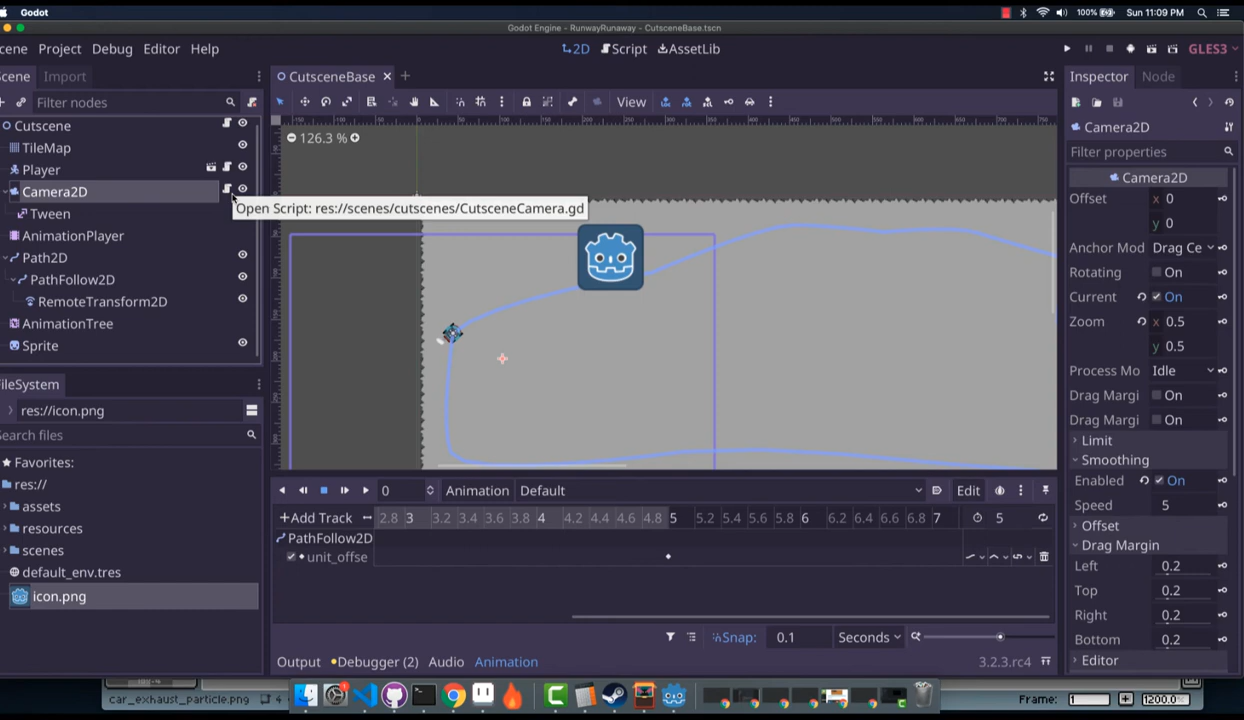 Godot
100%
Sun 11:09 PM
Godot Engine - RunwayRunaway - CutsceneBase.tscn
cene Project Debug Editor Help
2D Script AssetLib
GLES3
cene Import
CutsceneBase
Inspector Node
Filter nodes
View
Cutscene
TileMap
Player
Camera2D
Tween
AnimationPlayer
Path2D
PathFollow2D
RemoteTransform2D
AnimationTree
Sprite
126.3 %
Open Script: res://scenes/cutscenes/CutsceneCamera.gd
Camera2D
Filter properties
Camera2D
Offset x 0
y 0
Anchor Mod Drag Ce
Rotating On
Current On
Zoom x 0.5
y 0.5
Process Mo Idle
Drag Margi On
Drag Margi On
Limit
Smoothing
Enabled On
Speed 5
Offset
Drag Margin
Left 0.2
Top 0.2
Right 0.2
Bottom 0.2
Editor
ileSystem
res://icon.png
earch files
Favorites:
res://
assets
resources
scenes
default_env.tres
icon.png
0 Animation Default Edit
+Add Track 2.8 3 3.2 3.4 3.6 3.8 4 4.2 4.4 4.6 4.8 5 5.2 5.4 5.6 5.8 6 6.2 6.4 6.6 6.8 7 5
PathFollow2D
unit_offse
Snap: 0.1 Seconds
Output Debugger (2) Audio Animation 3.2.3.rc4
car_exhaust_particle.png 4
Frame: 1 1200.0